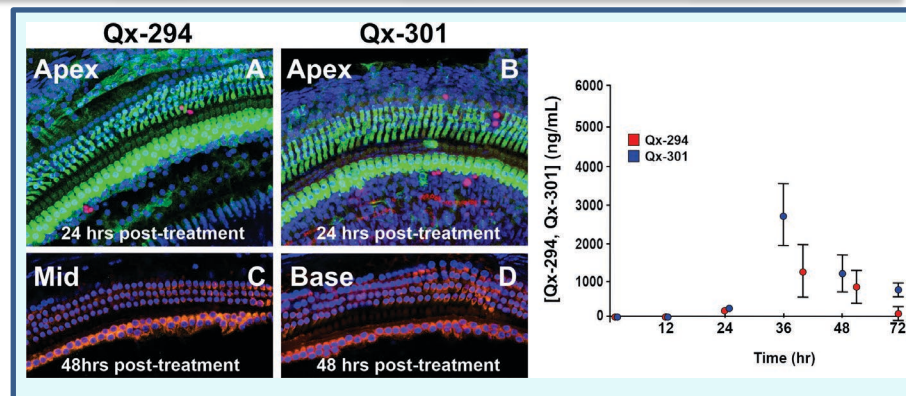 Qx-294
Qx-301
Apex
A
Apex
B
24 hrs post-treatment
24 hrs post-treatment
Mid
C
Base
D
48hrs post-treatment
48 hrs post-treatment
[Qx-294, Qx-301] (ng/mL)
6000
5000
4000
3000
2000
1000
0
Qx-294
Qx-301
12
24
36
48
72
Time (hr)